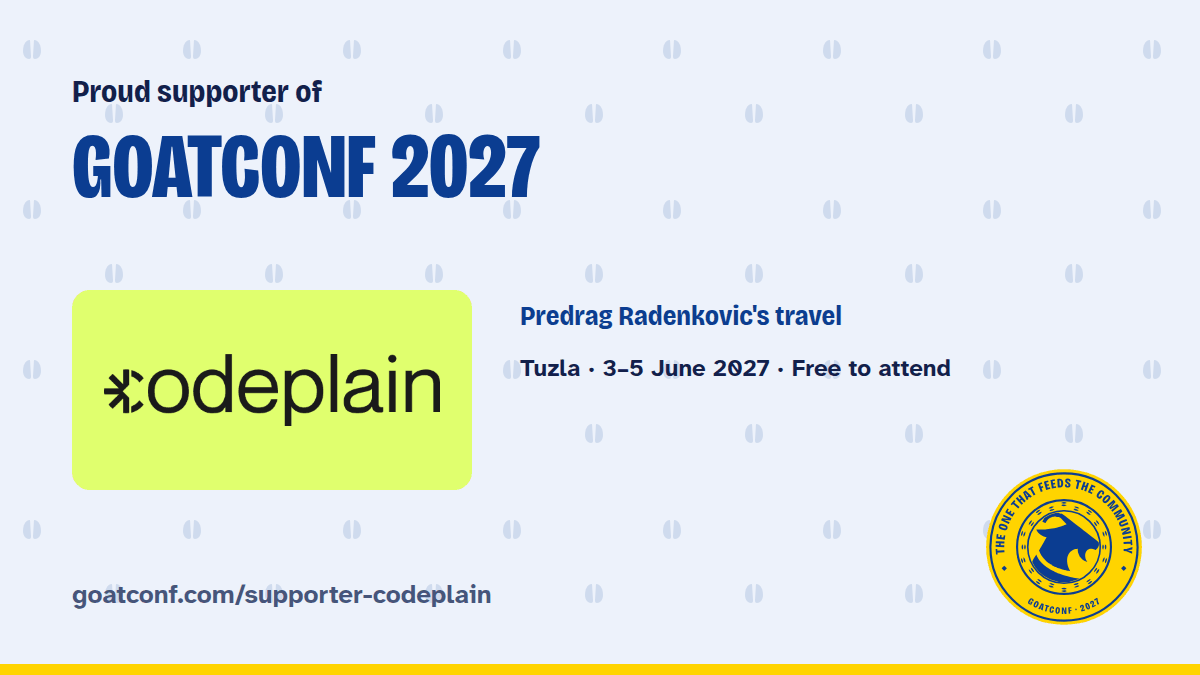 Proud supporter of
GOATCONF 2027
codeplain
Predrag Radenkovic's travel
Tuzla · 3–5 June 2027 · Free to attend
goatconf.com/supporter-codeplain
THE ONE THAT FEEDS THE COMMUNITY
GOATCONF · 2027